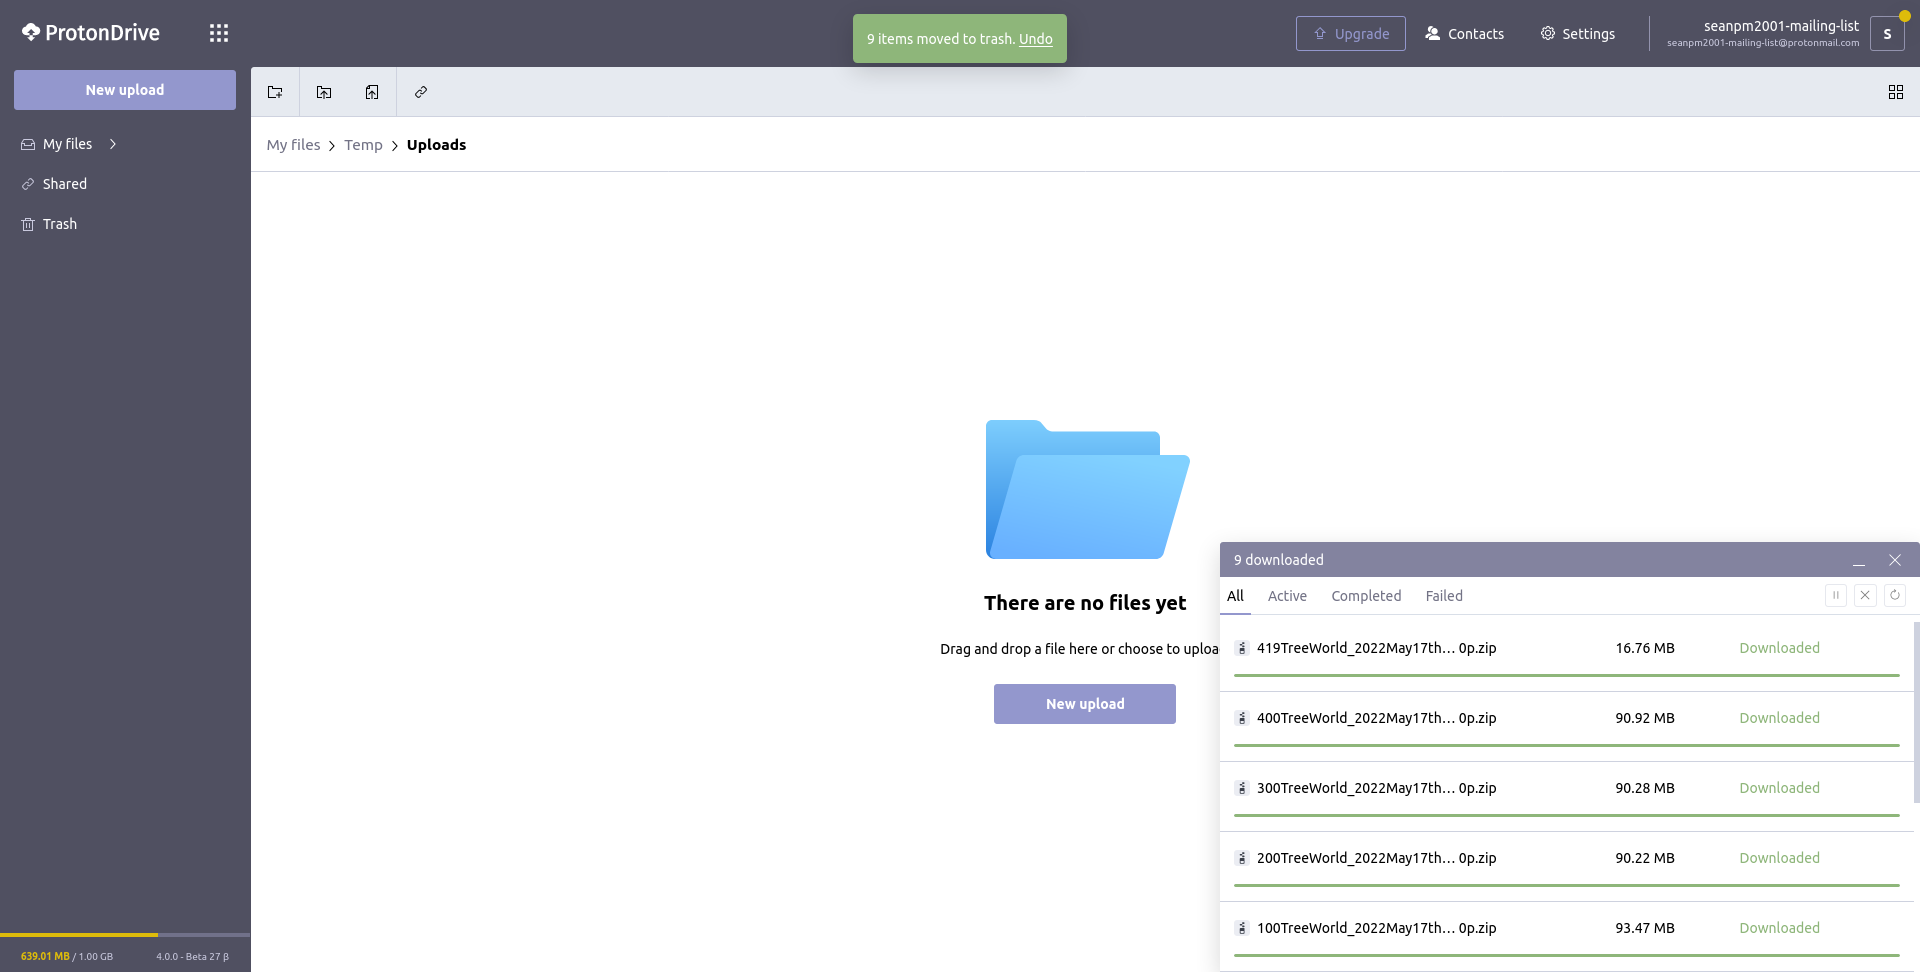 ProtonDrive
9 items moved to trash. Undo
Upgrade
Contacts
Settings
seanpm2001-mailing-list
seanpm2001-mailing-list@protonmail.com
S
New upload
My files
Shared
Trash
My files > Temp > Uploads
There are no files yet
Drag and drop a file here or choose to
New upload
9 downloaded
All Active Completed Failed
419TreeWorld_2022May17th… 0p.zip 16.76 MB Downloaded
400TreeWorld_2022May17th… 0p.zip 90.92 MB Downloaded
300TreeWorld_2022May17th… 0p.zip 90.28 MB Downloaded
200TreeWorld_2022May17th… 0p.zip 90.22 MB Downloaded
100TreeWorld_2022May17th… 0p.zip 93.47 MB Downloaded
639.01 MB / 1.00 GB
4.0.0 - Beta 27 β